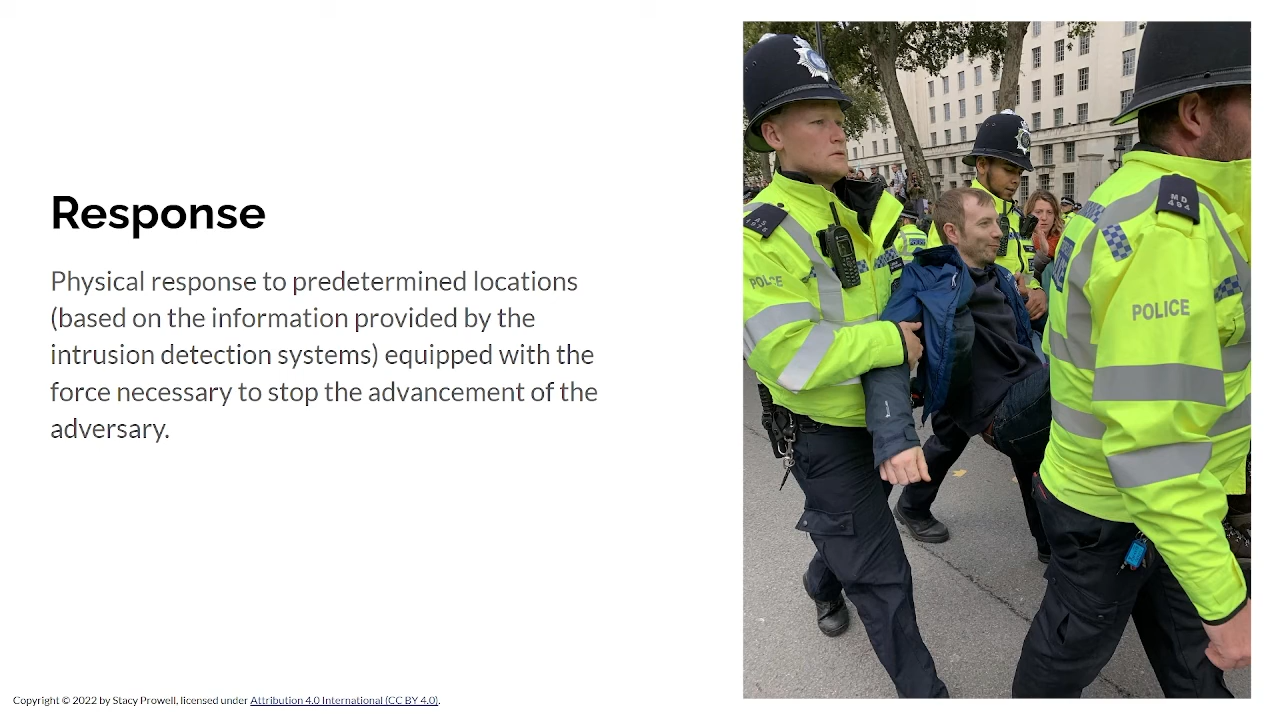 Response
Physical response to predetermined locations
(based on the information provided by the
intrusion detection systems) equipped with the
force necessary to stop the advancement of the
adversary.
POLICE
MD
494
POLICE
Copyright © 2022 by Stacy Prowell, licensed under Attribution 4.0 International (CC BY 4.0).